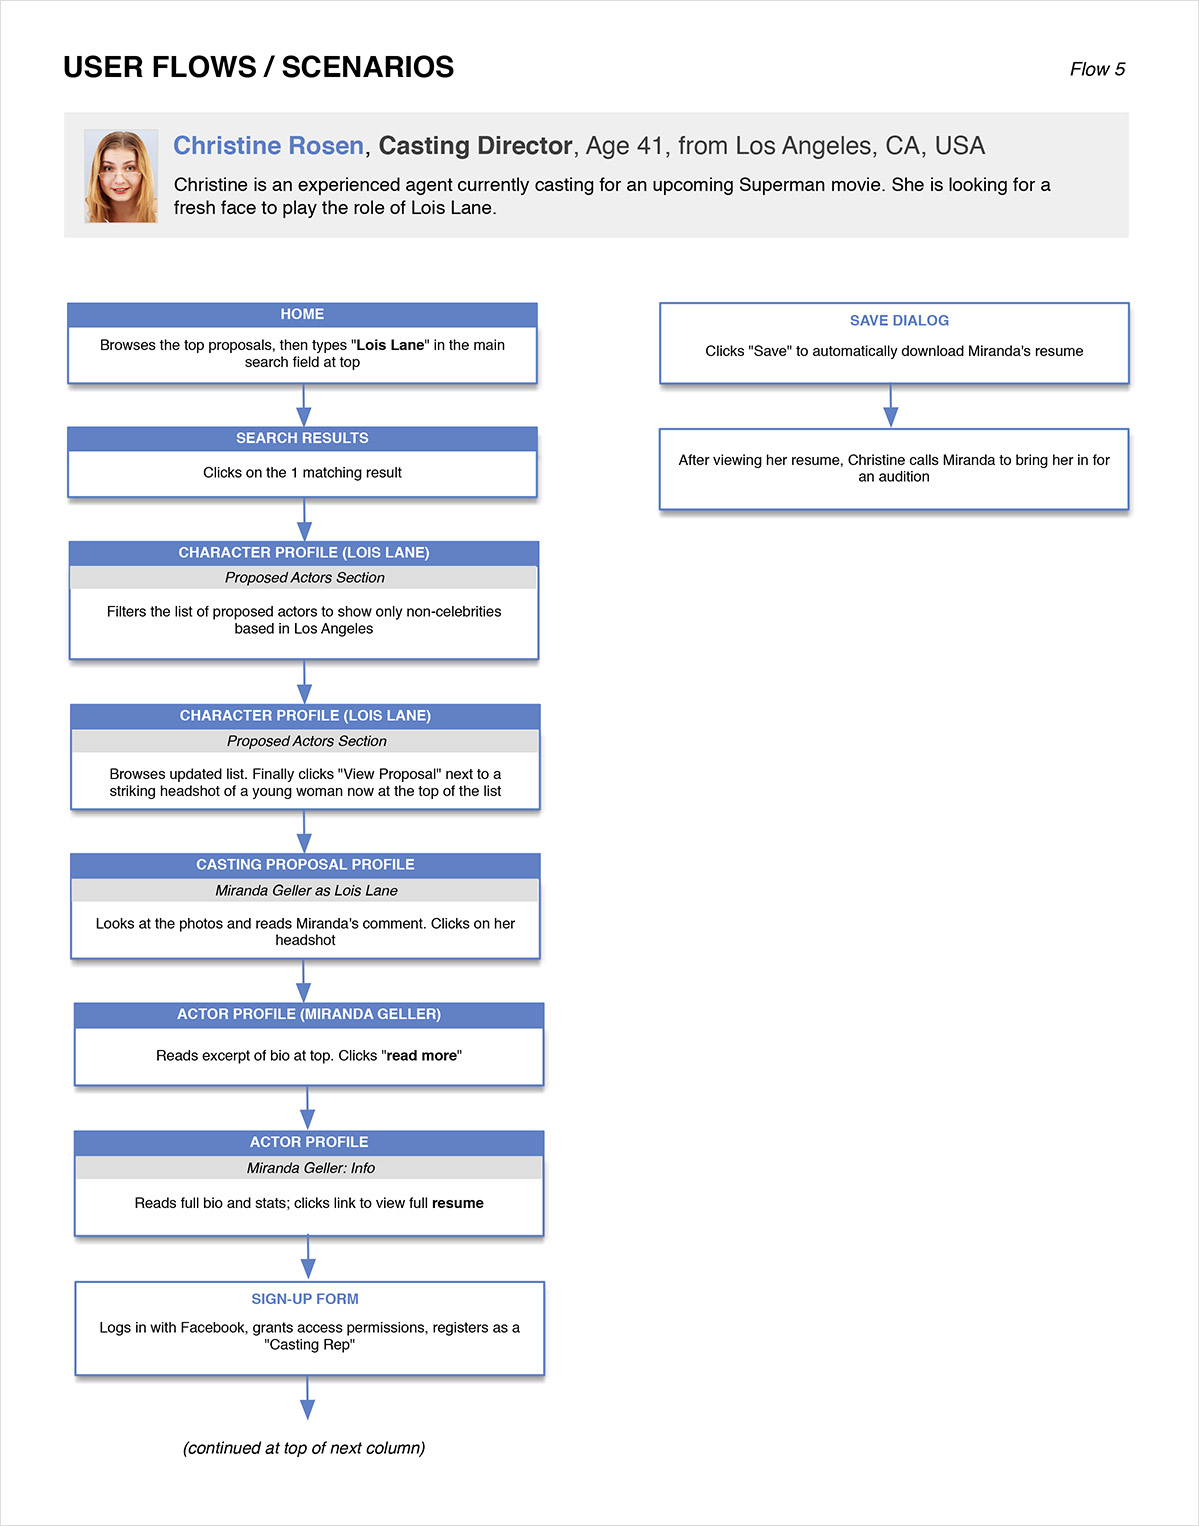 USER FLOWS / SCENARIOS
Flow 5
Christine Rosen, Casting Director, Age 41, from Los Angeles, CA, USA
Christine is an experienced agent currently casting for an upcoming Superman movie. She is looking for a
fresh face to play the role of Lois Lane.
HOME
Browses the top proposals, then types "Lois Lane" in the main
search field at top
SEARCH RESULTS
Clicks on the 1 matching result
CHARACTER PROFILE (LOIS LANE)
Proposed Actors Section
Filters the list of proposed actors to show only non-celebrities
based in Los Angeles
CHARACTER PROFILE (LOIS LANE)
Proposed Actors Section
Browses updated list. Finally clicks "View Proposal" next to a
striking headshot of a young woman now at the top of the list
CASTING PROPOSAL PROFILE
Miranda Geller as Lois Lane
Looks at the photos and reads Miranda's comment. Clicks on her
headshot
ACTOR PROFILE (MIRANDA GELLER)
Reads excerpt of bio at top. Clicks "read more"
ACTOR PROFILE
Miranda Geller: Info
Reads full bio and stats; clicks link to view full resume
SIGN-UP FORM
Logs in with Facebook, grants access permissions, registers as a
"Casting Rep"
(continued at top of next column)
SAVE DIALOG
Clicks "Save" to automatically download Miranda's resume
After viewing her resume, Christine calls Miranda to bring her in for
an audition